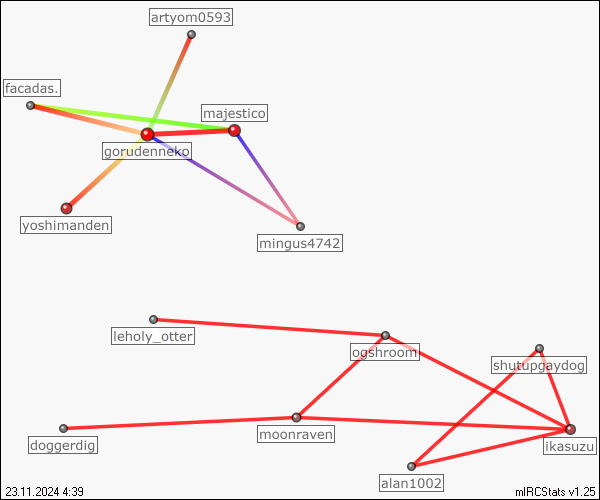 artyom0593
facadas.
majestico
gorudenneko
yoshimanden
mingus4742
leholy_otter
ogshroom
shutupgaydog
doggerdig
moonraven
ikasuzu
alan1002
23.11.2024 4:39
mIRCStats v1.25